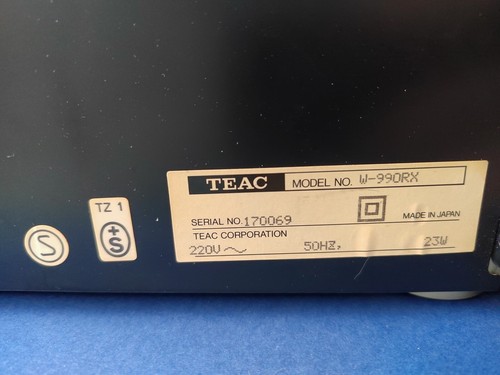 TEAC MODEL NO. W-990RX
SERIAL NO. 170069
MADE IN JAPAN
TEAC CORPORATION
220V ~ 50HZ, 23W
TZ 1
+S
S